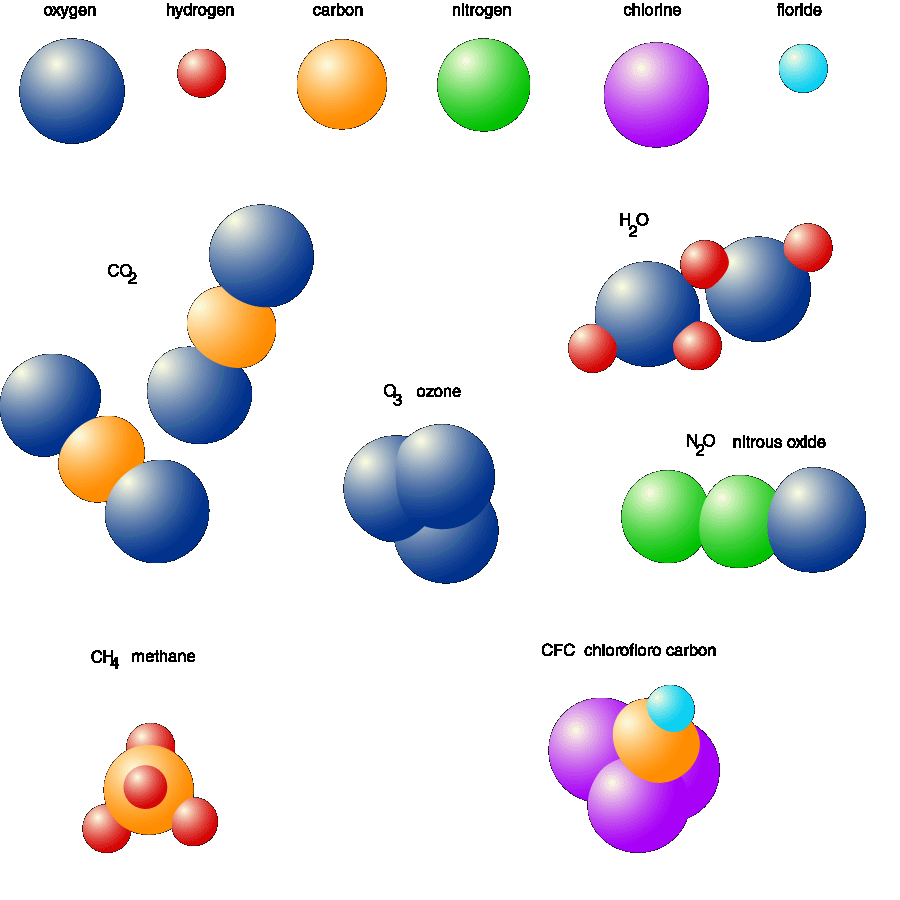 oxygen hydrogen carbon nitrogen chlorine floride
H2O
CO2
O3 ozone
N2O nitrous oxide
CH4 methane
CFC chlorofloro carbon